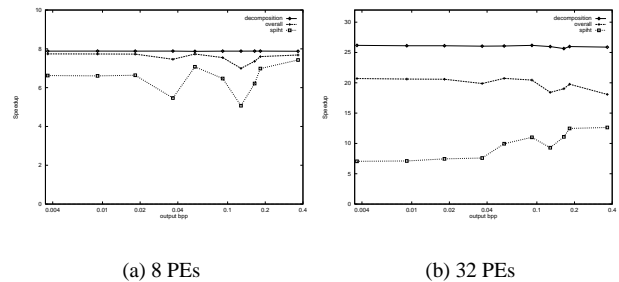 decomposition
overall
spiht
Speedup
10
8
6
4
2
0
0.004
0.01
0.02
0.04
0.1
0.2
0.4
output bpp
(a) 8 PEs
decomposition
overall
spiht
Speedup
30
25
20
15
10
5
0
0.004
0.01
0.02
0.04
0.1
0.2
0.4
output bpp
(b) 32 PEs